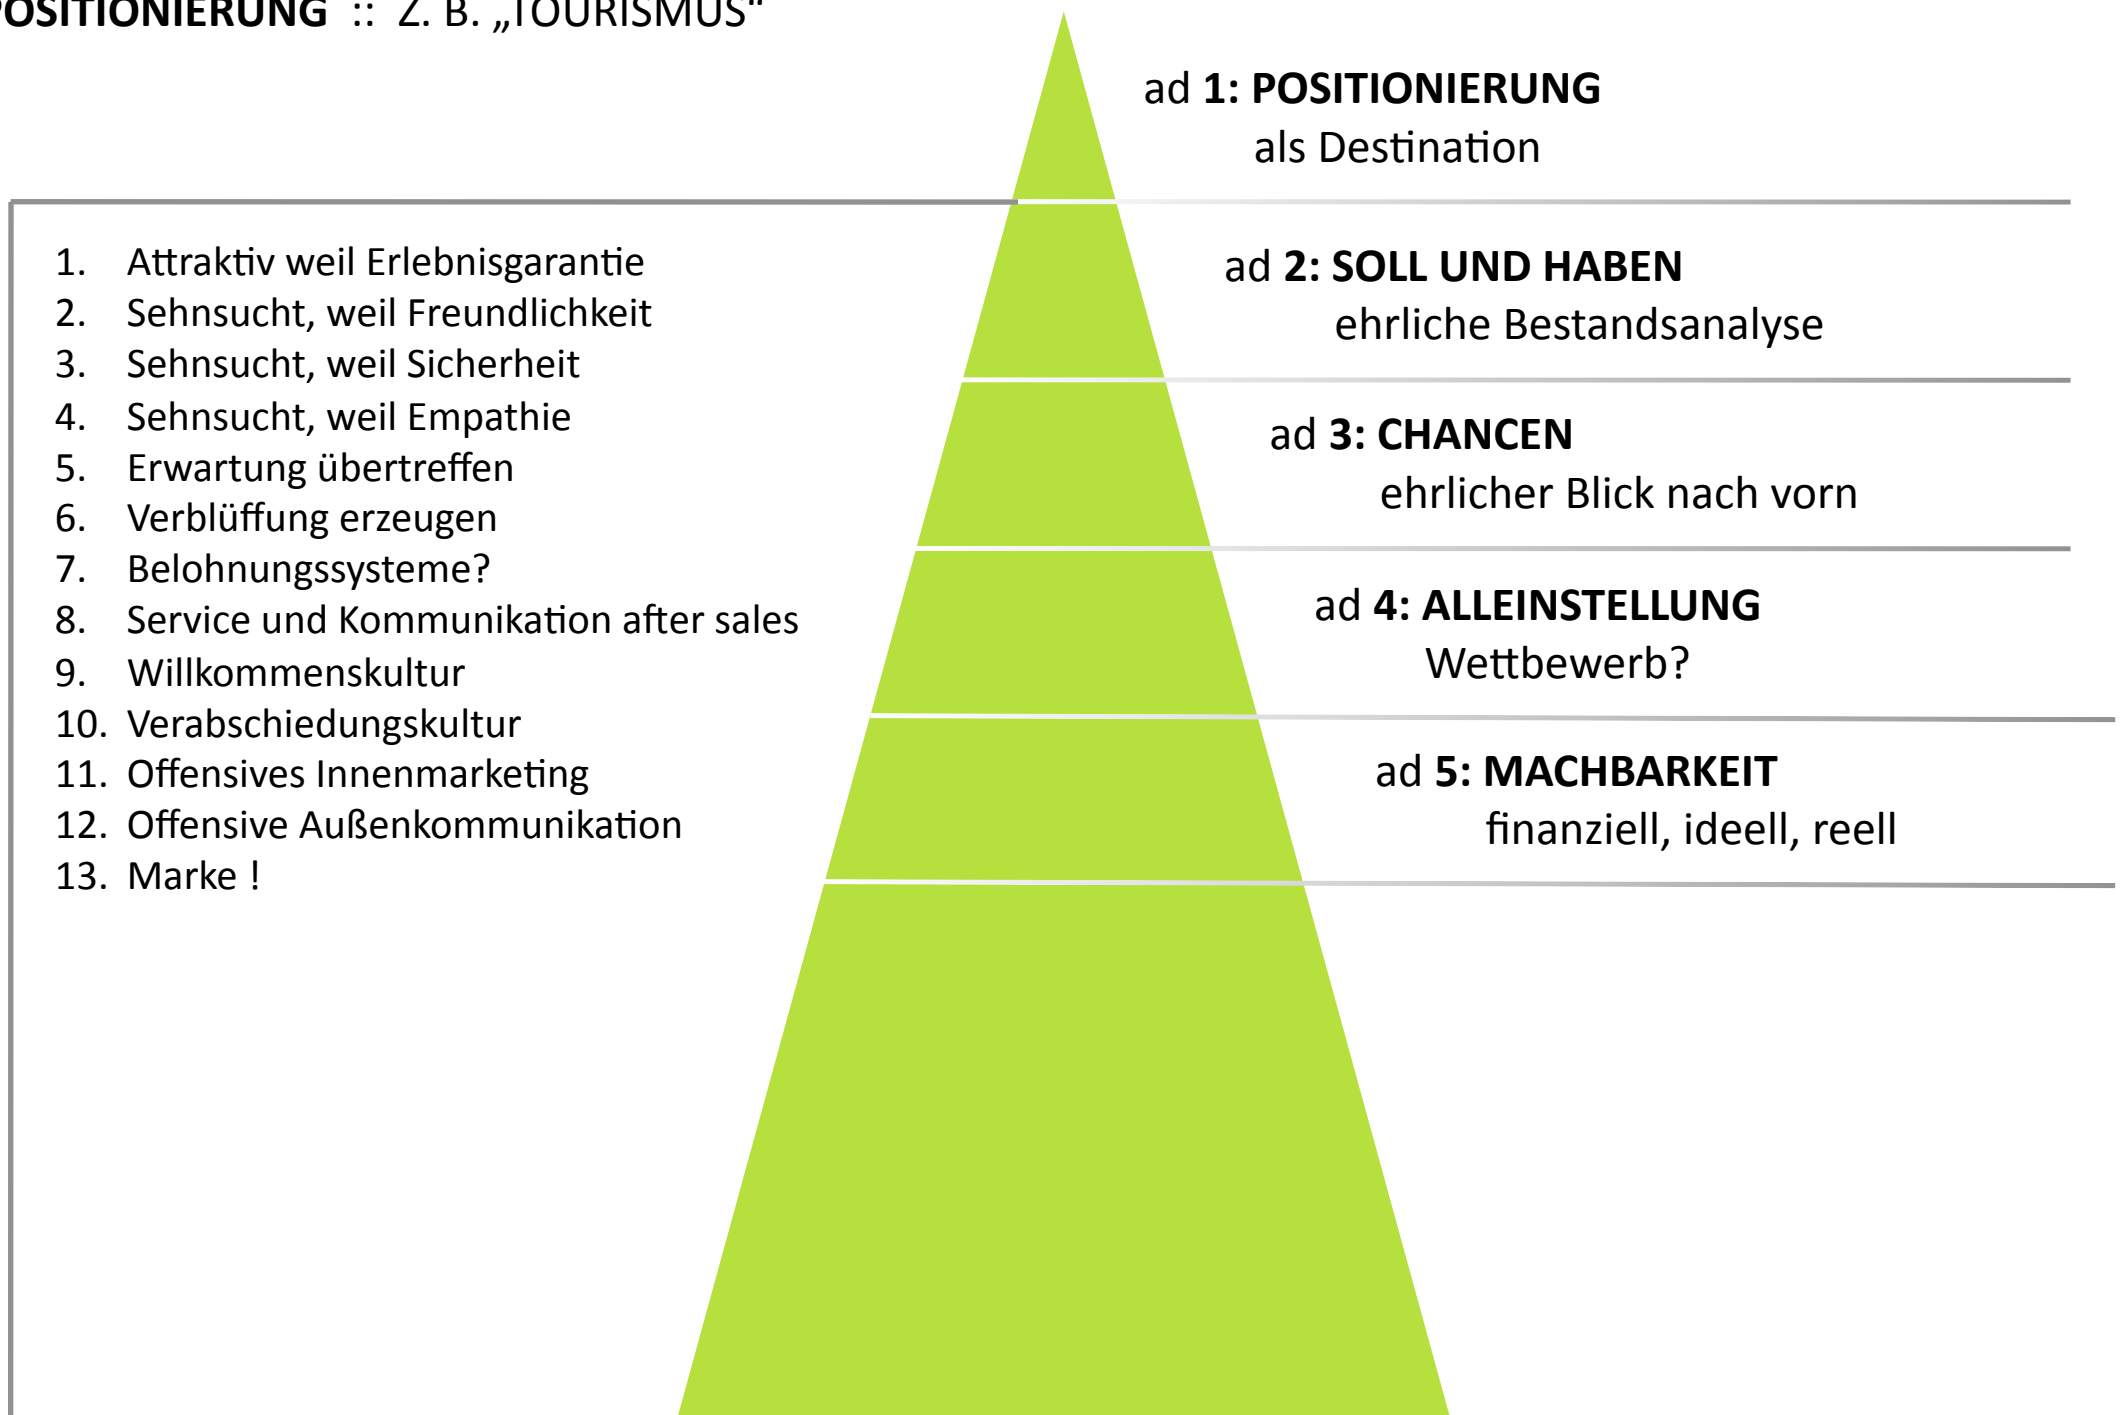 POSITIONIERUNG :: Z. B. „TOURISMUS“
ad 1: POSITIONIERUNG
als Destination
1. Attraktiv weil Erlebnisgarantie
2. Sehnsucht, weil Freundlichkeit
3. Sehnsucht, weil Sicherheit
4. Sehnsucht, weil Empathie
5. Erwartung übertreffen
6. Verblüffung erzeugen
7. Belohnungssysteme?
8. Service und Kommunikation after sales
9. Willkommenskultur
10. Verabschiedungskultur
11. Offensives Innenmarketing
12. Offensive Außenkommunikation
13. Marke !
ad 2: SOLL UND HABEN
ehrliche Bestandsanalyse
ad 3: CHANCEN
ehrlicher Blick nach vorn
ad 4: ALLEINSTELLUNG
Wettbewerb?
ad 5: MACHBARKEIT
finanziell, ideell, reell